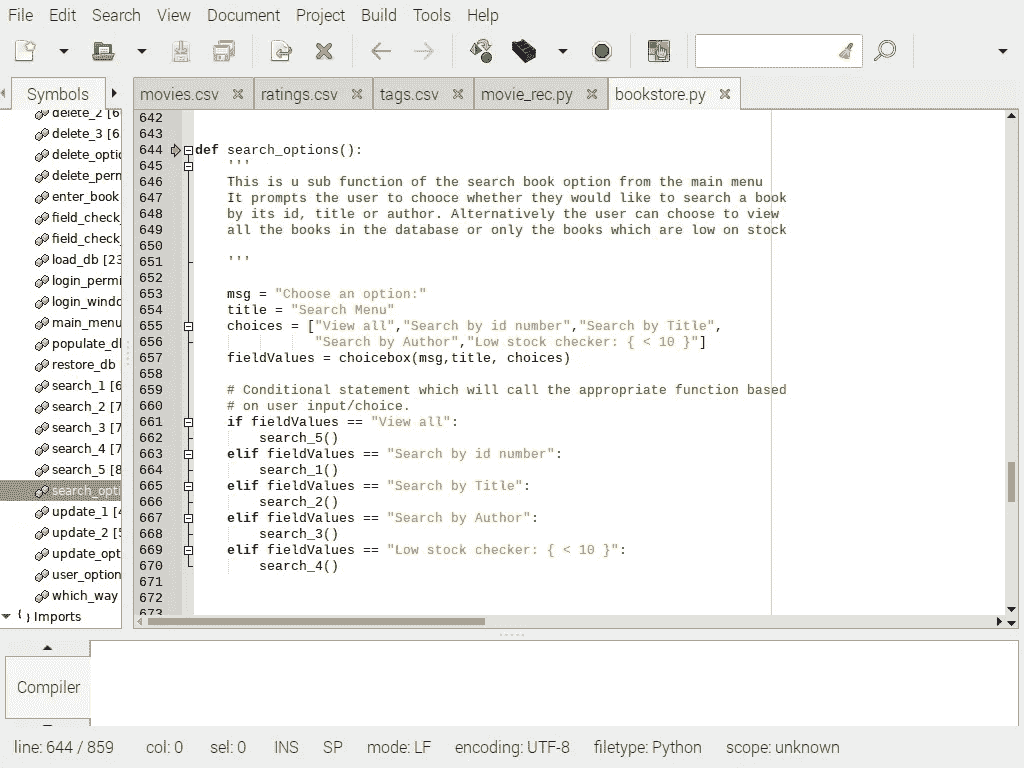 File Edit Search View Document Project Build Tools Help
Symbols
movies.csv ratings.csv tags.csv movie_rec.py bookstore.py
delete_2 [6
delete_3 [6
delete_optio
delete_perm
enter_book
field_check_
field_check_
load_db [23
login_permi
login_windo
main_menu
populate_db
restore_db
search_1 [6
search_2 [7
search_3 [7
search_4 [7
search_5 [8
search_opti
update_1 [4
update_2 [5
update_opt
user_option
which_way
Imports
642
643
644 def search_options():
645 '''
646 This is u sub function of the search book option from the main menu
647 It prompts the user to chooce whether they would like to search a book
648 by its id, title or author. Alternatively the user can choose to view
649 all the books in the database or only the books which are low on stock
650
651 '''
652
653 msg = "Choose an option:"
654 title = "Search Menu"
655 choices = ["View all","Search by id number","Search by Title",
656 "Search by Author","Low stock checker: { < 10 }"]
657 fieldValues = choicebox(msg,title, choices)
658
659 # Conditional statement which will call the appropriate function based
660 # on user input/choice.
661 if fieldValues == "View all":
662 search_5()
663 elif fieldValues == "Search by id number":
664 search_1()
665 elif fieldValues == "Search by Title":
666 search_2()
667 elif fieldValues == "Search by Author":
668 search_3()
669 elif fieldValues == "Low stock checker: { < 10 }":
670 search_4()
671
672
673
Compiler
line: 644 / 859 col: 0 sel: 0 INS SP mode: LF encoding: UTF-8 filetype: Python scope: unknown